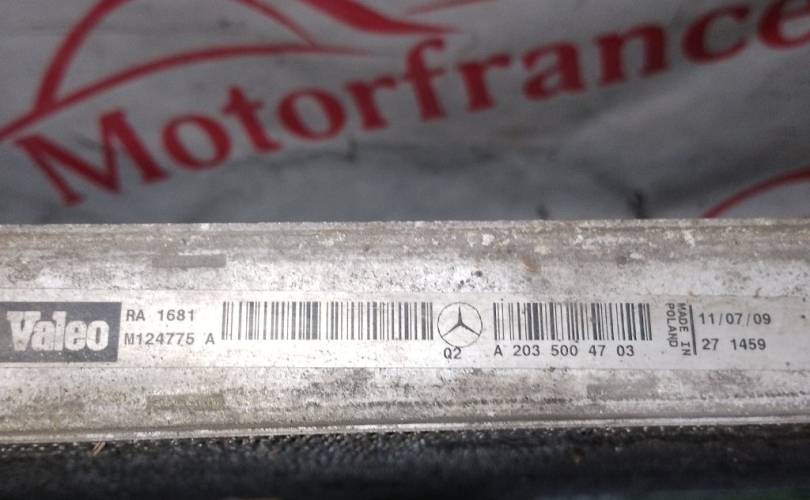 Motorfrance
Valeo
RA 1681
M124775 A
Q2
A 203 500 47 03
MADE IN
POLAND
11/07/09
27 1459